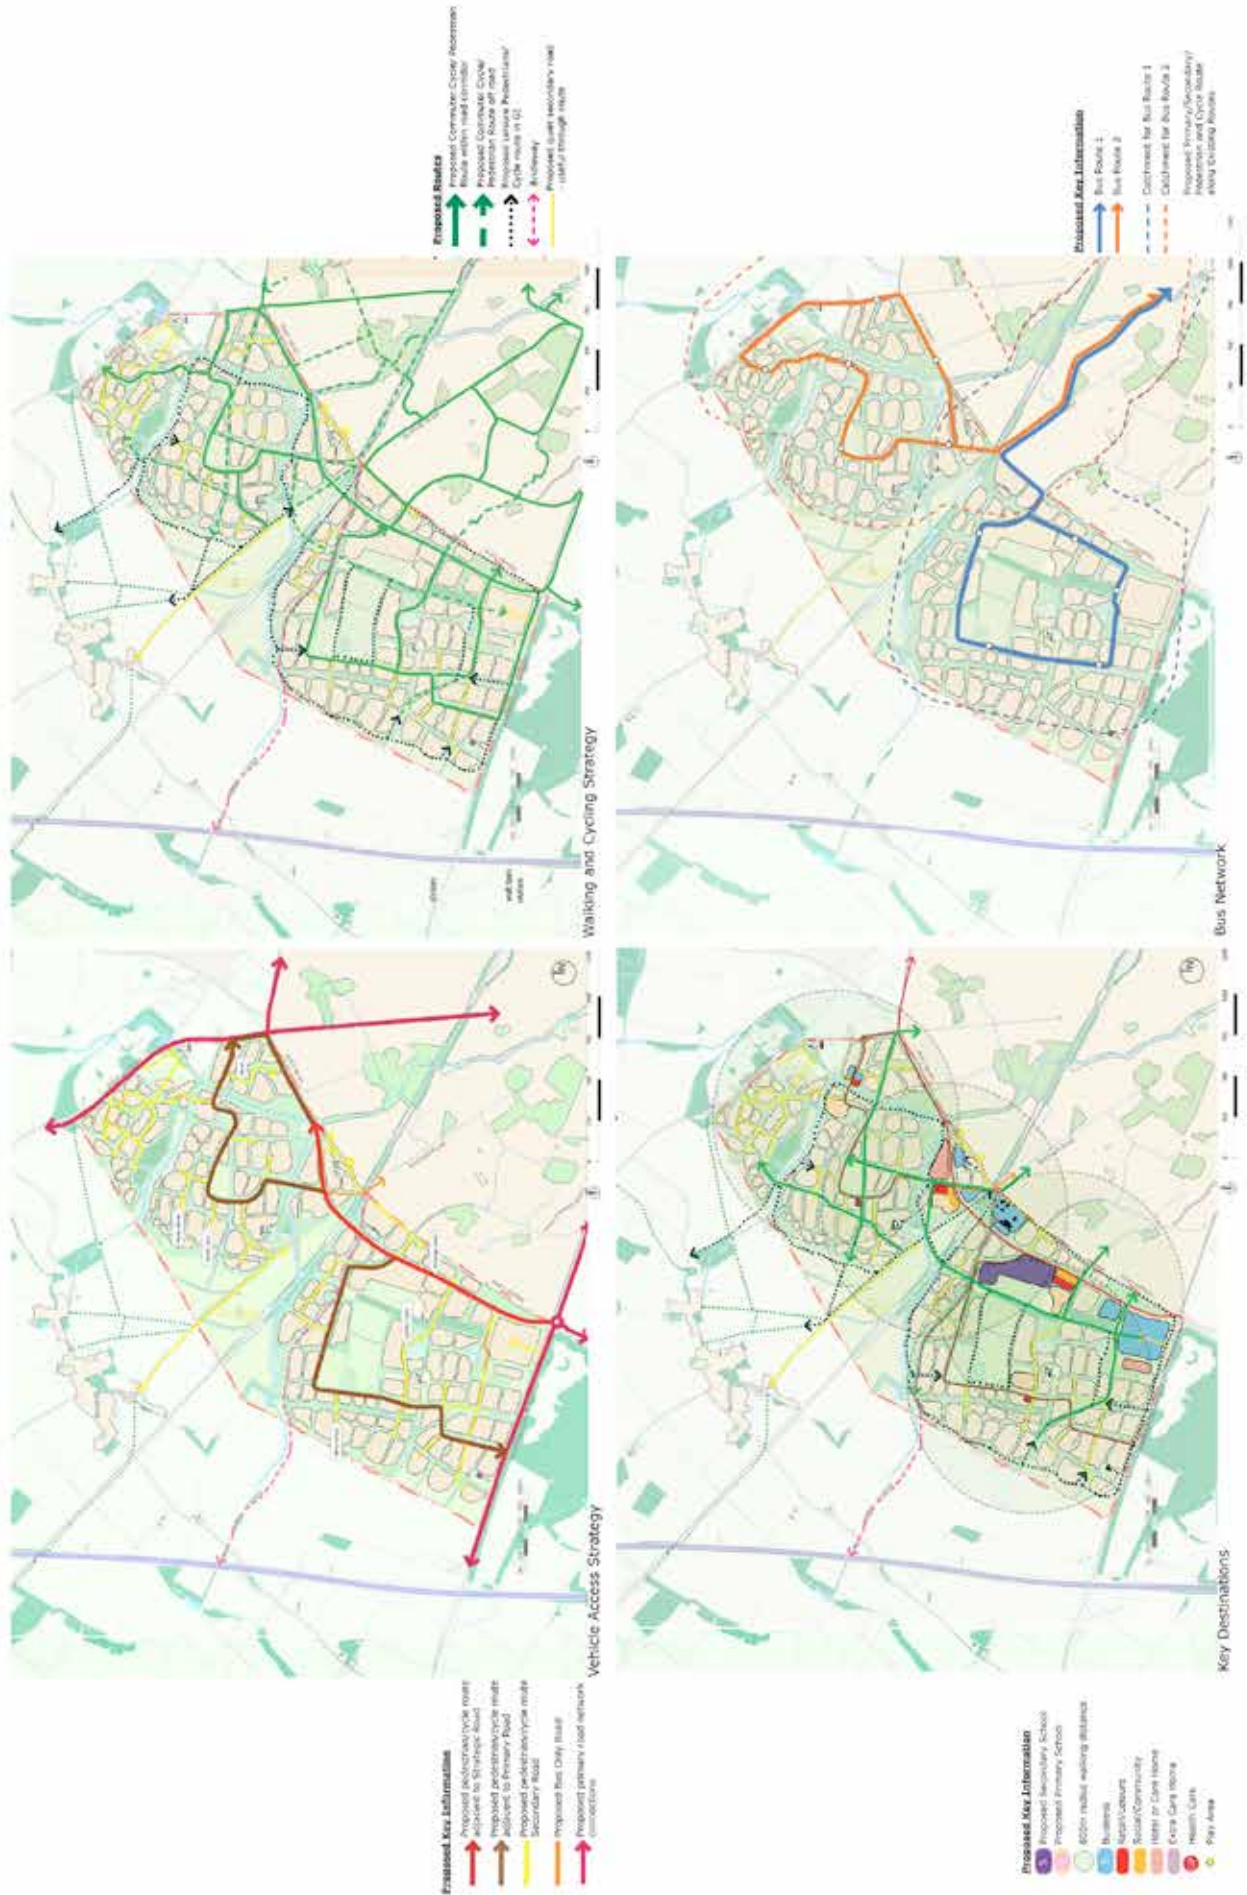 Proposed Key Information
Proposed pedestrian/cycle route
adjacent to Strategic Road
Proposed pedestrian/cycle route
adjacent to Primary Road
Proposed pedestrian/cycle route
Secondary Road
Proposed Bus Only Road
Proposed primary road network
connections
Vehicle Access Strategy
Proposed Routes
Proposed Commuter Cycle/ Pedestrian
Route within road corridor
Proposed Commuter Cycle/
Pedestrian Route off road
Proposed Leisure Pedestrians/
Cycle route in GI
Bridleway
Proposed quiet secondary road
- useful through route
Walking and Cycling Strategy
Proposed Key Information
Proposed Secondary School
Proposed Primary School
800m radius walking distance
Business
Retail/Leisure
Social/Community
Hotel or Care Home
Extra Care Home
Health Care
Play Area
Key Destinations
Proposed Key Information
Bus Route 1
Bus Route 2
Catchment for Bus Route 1
Catchment for Bus Route 2
Proposed Primary/Secondary/
Pedestrian and Cycle Route
along Existing Routes
Bus Network